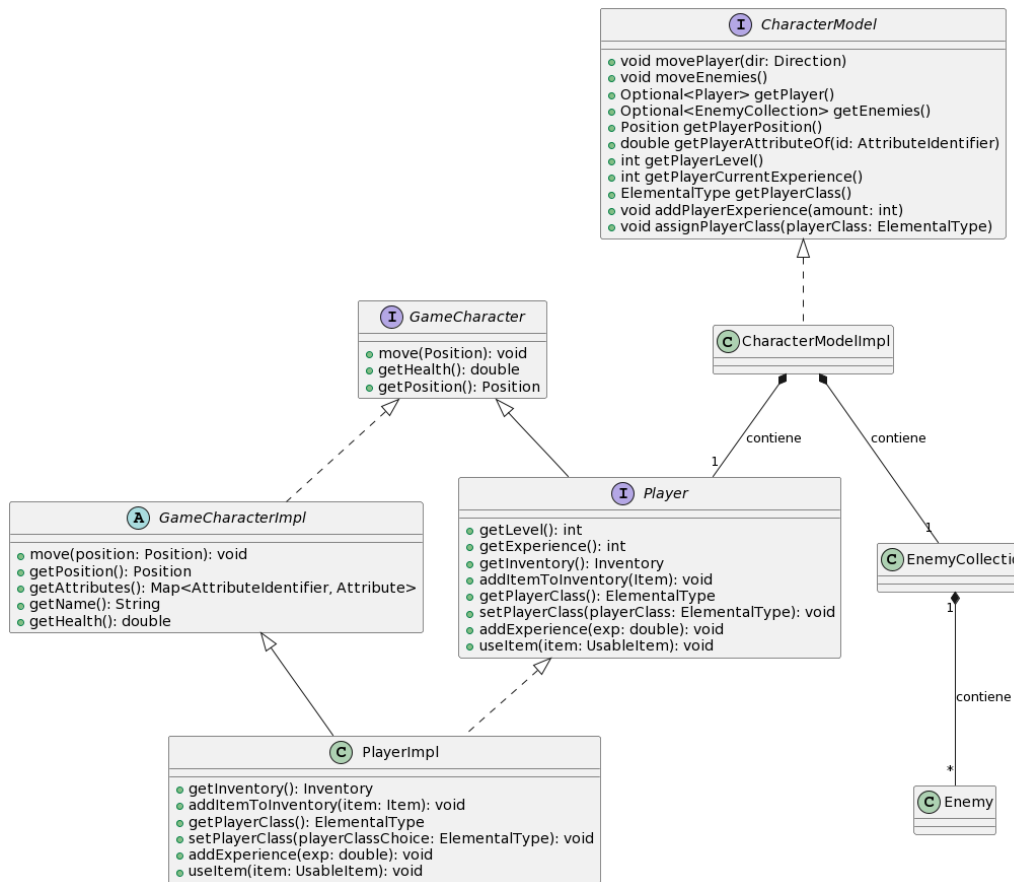 I CharacterModel
void movePlayer(dir: Direction)
void moveEnemies()
Optional<Player> getPlayer()
Optional<EnemyCollection> getEnemies()
Position getPlayerPosition()
double getPlayerAttributeOf(id: AttributeIdentifier)
int getPlayerLevel()
int getPlayerCurrentExperience()
ElementalType getPlayerClass()
void addPlayerExperience(amount: int)
void assignPlayerClass(playerClass: ElementalType)
I GameCharacter
move(Position): void
getHealth(): double
getPosition(): Position
C CharacterModelImpl
contiene
contiene
1
1
A GameCharacterImpl
move(position: Position): void
getPosition(): Position
getAttributes(): Map<AttributeIdentifier, Attribute>
getName(): String
getHealth(): double
I Player
getLevel(): int
getExperience(): int
getInventory(): Inventory
addItemToInventory(Item): void
getPlayerClass(): ElementalType
setPlayerClass(playerClass: ElementalType): void
addExperience(exp: double): void
useItem(item: UsableItem): void
C EnemyCollectio
1
contiene
*
C PlayerImpl
getInventory(): Inventory
addItemToInventory(item: Item): void
getPlayerClass(): ElementalType
setPlayerClass(playerClassChoice: ElementalType): void
addExperience(exp: double): void
useItem(item: UsableItem): void
C Enemy